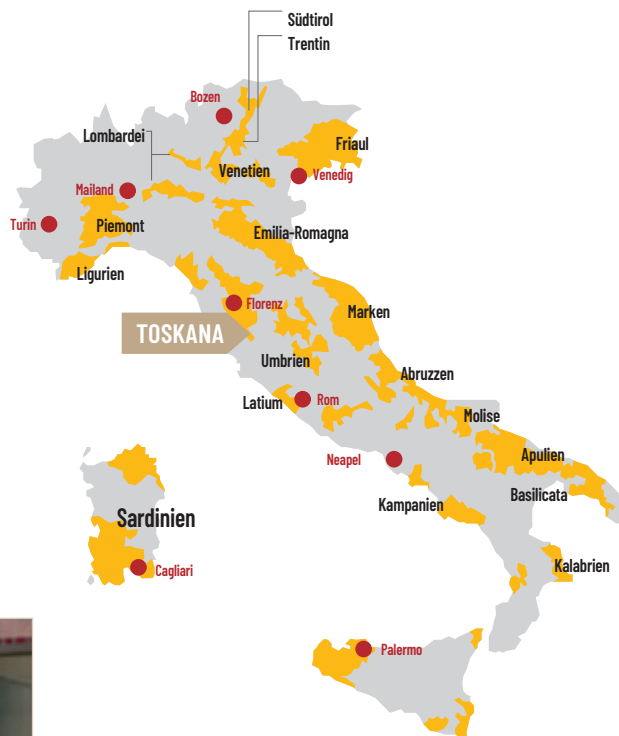 Südtirol
Trentin
Bozen
Lombardei
Friaul
Venetien
Venedig
Mailand
Turin
Piemont
Emilia-Romagna
Ligurien
Florenz
Marken
TOSKANA
Umbrien
Abruzzen
Latium
Rom
Molise
Neapel
Apulien
Basilicata
Kampanien
Sardinien
Kalabrien
Cagliari
Palermo